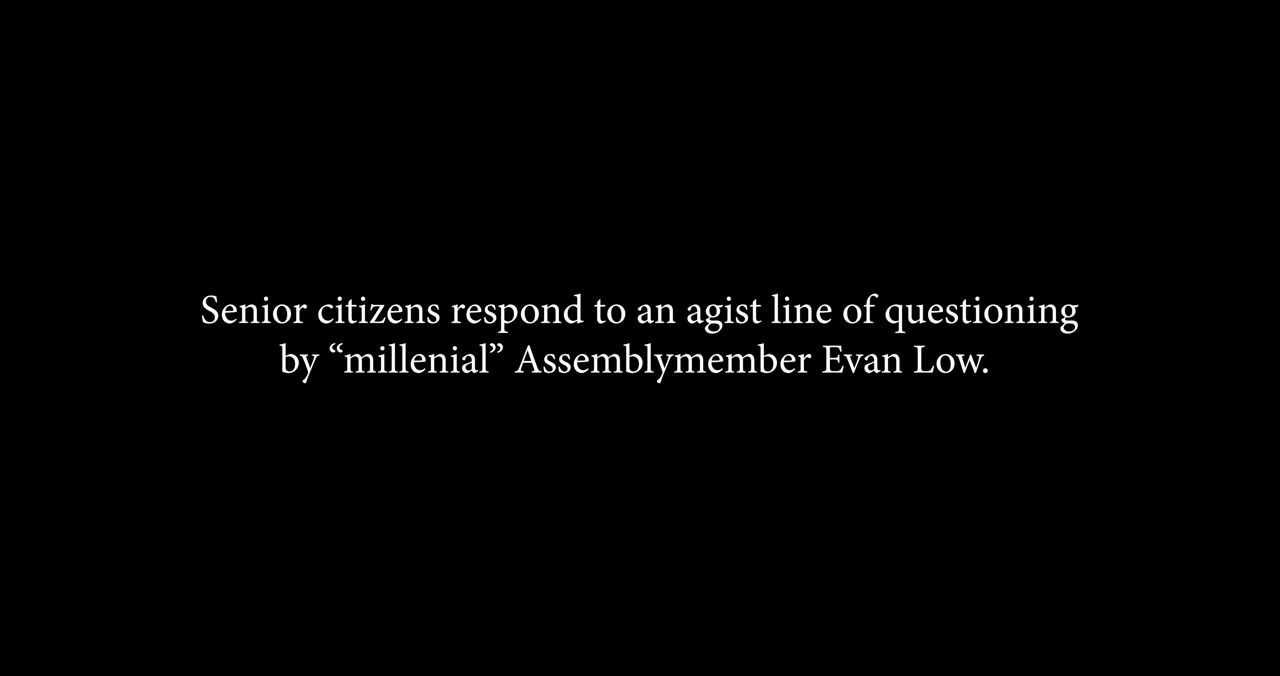 Senior citizens respond to an agist line of questioning
by “millenial” Assemblymember Evan Low.